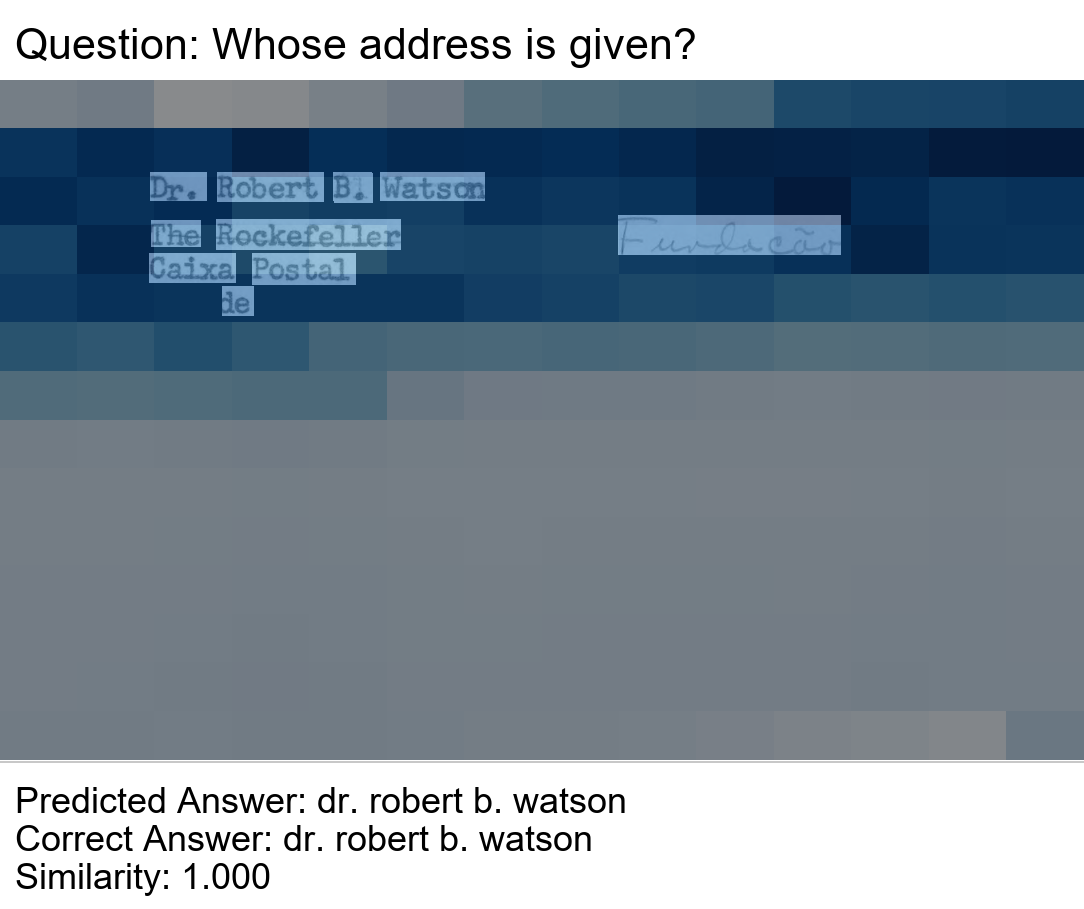 Question: Whose address is given?
Dr. Robert B. Watson
The Rockefeller
Fundacão
Caixa Postal
de
Predicted Answer: dr. robert b. watson
Correct Answer: dr. robert b. watson
Similarity: 1.000